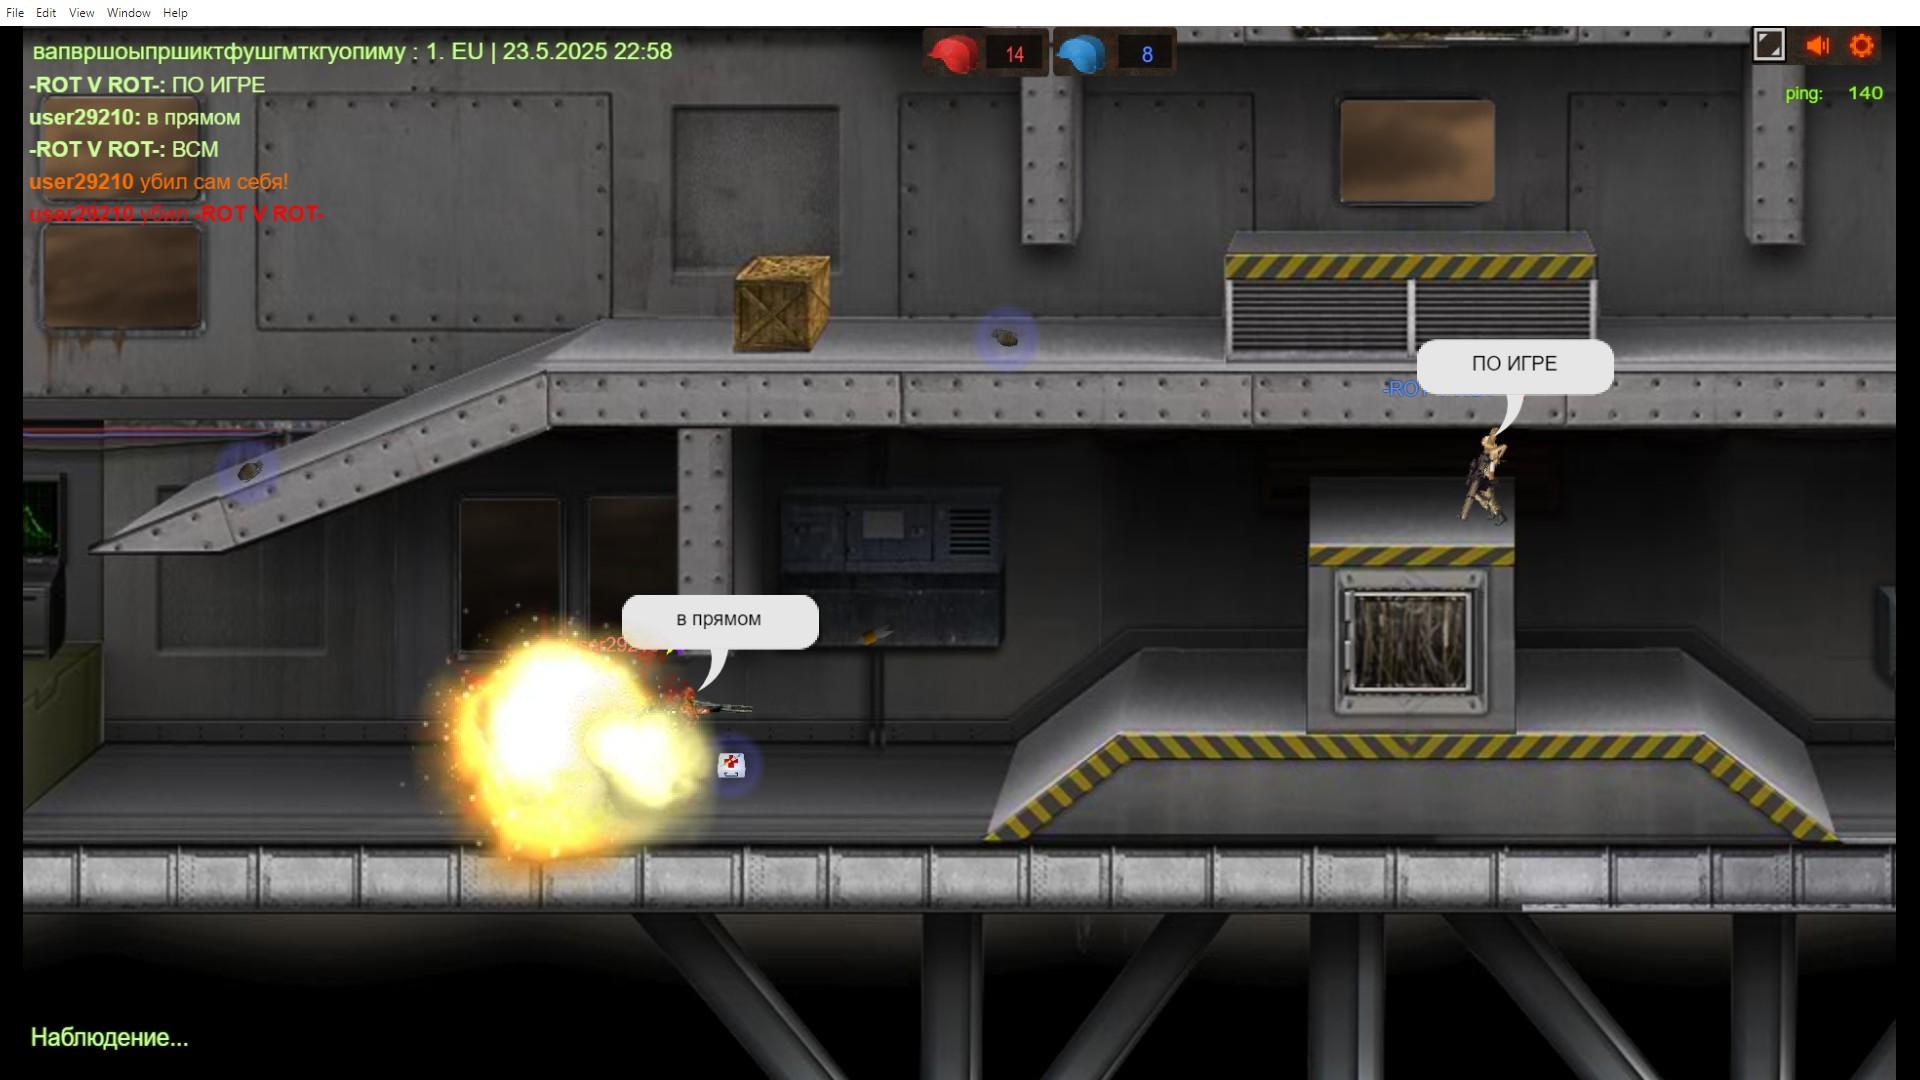 File Edit View Window Help
вапвршоыпршиктфушгмткгуопиму : 1. EU | 23.5.2025 22:58
14
8
-ROT V ROT-: ПО ИГРЕ
ping: 140
user29210: в прямом
-ROT V ROT-: ВСМ
user29210 убил сам себя!
user29210 убил -ROT V ROT-
ПО ИГРЕ
в прямом
Наблюдение...